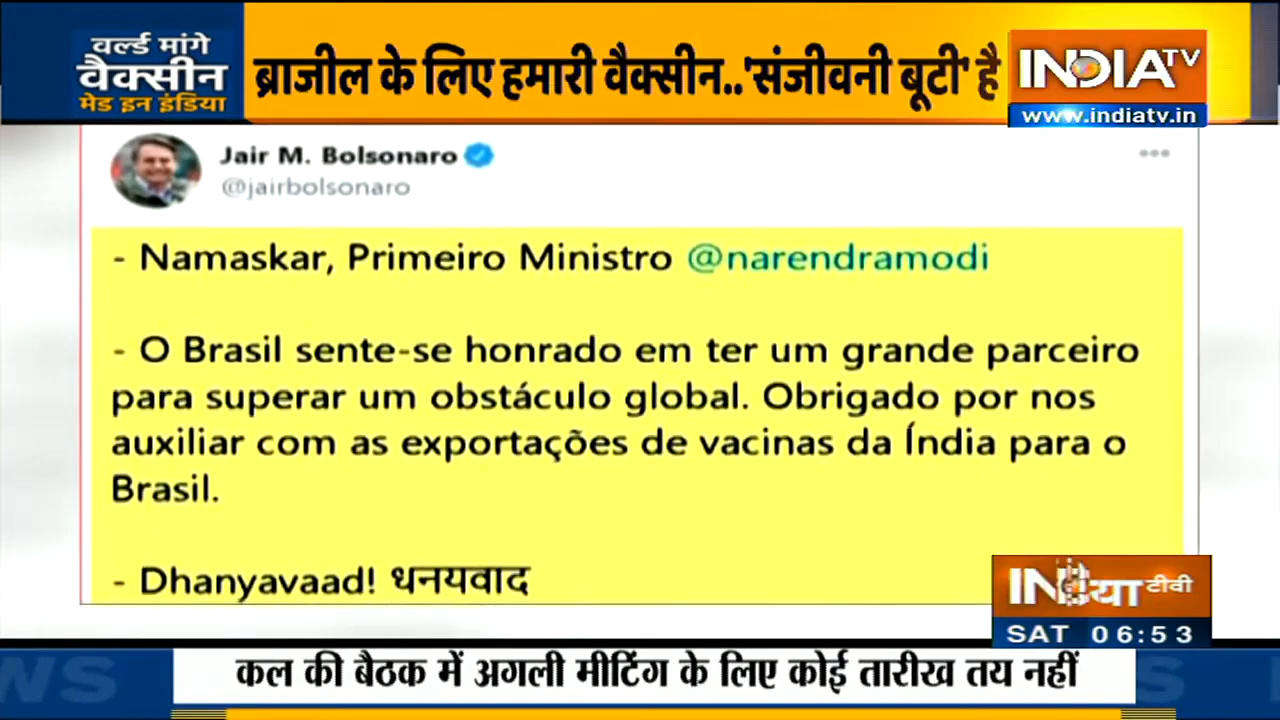 वर्ल्ड मांगे
वैक्सीन
मेड इन इंडिया
ब्राजील के लिए हमारी वैक्सीन..'संजीवनी बूटी' है
INDIA TV
www.indiatv.in
Jair M. Bolsonaro
@jairbolsonaro
- Namaskar, Primeiro Ministro @narendramodi
- O Brasil sente-se honrado em ter um grande parceiro
para superar um obstáculo global. Obrigado por nos
auxiliar com as exportações de vacinas da Índia para o
Brasil.
- Dhanyavaad! धनयवाद
टीवी
SAT 06:53
कल की बैठक में अगली मीटिंग के लिए कोई तारीख तय नहीं